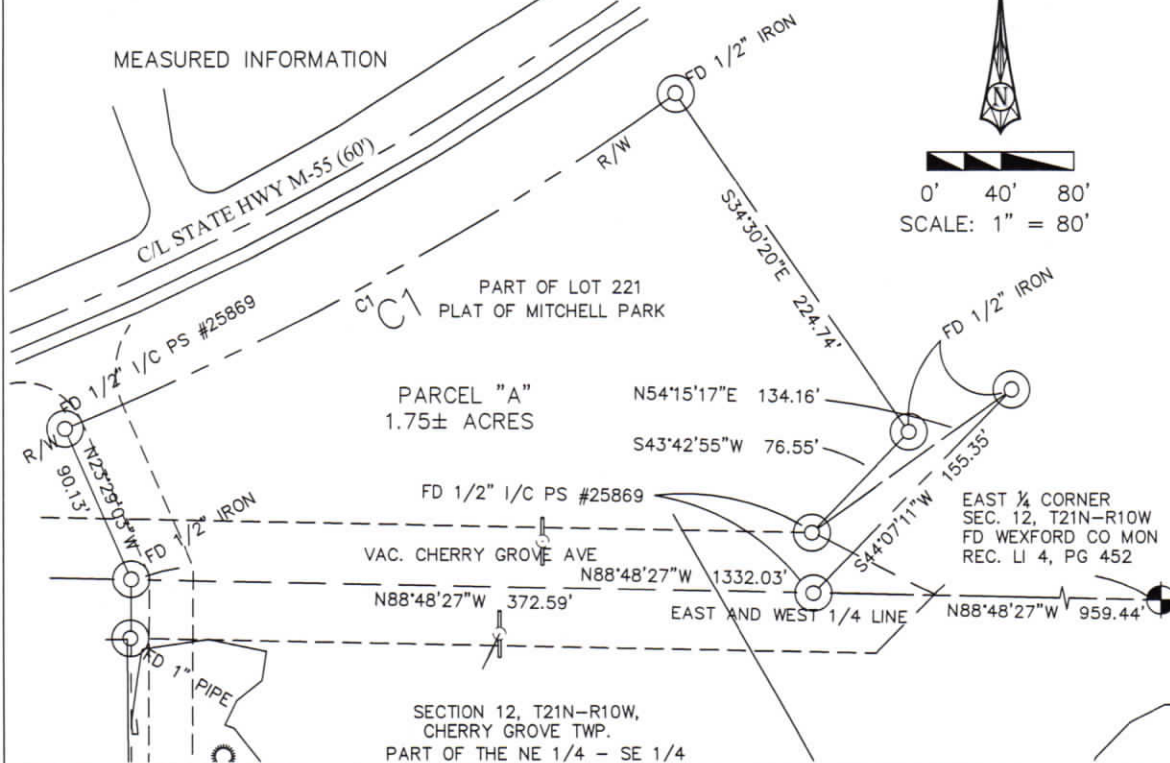 MEASURED INFORMATION
FD 1/2" IRON
N
0' 40' 80'
SCALE: 1" = 80'
R/W
C/L STATE HWY M-55 (60')
S34°30'20"E 224.74'
PART OF LOT 221
PLAT OF MITCHELL PARK
C1
C1
FD 1/2" I/C PS #25869
FD 1/2" IRON
PARCEL "A"
1.75± ACRES
N54°15'17"E 134.16'
S43°42'55"W 76.55'
S44°07'11"W 155.35'
R/W
N23°29'03"W
90.13'
FD 1/2" IRON
FD 1/2" I/C PS #25869
EAST ¼ CORNER
SEC. 12, T21N-R10W
FD WEXFORD CO MON
REC. LI 4, PG 452
VAC. CHERRY GROVE AVE
N88°48'27"W 1332.03'
N88°48'27"W 372.59'
EAST AND WEST 1/4 LINE
N88°48'27"W 959.44'
FD 1" PIPE
SECTION 12, T21N-R10W,
CHERRY GROVE TWP.
PART OF THE NE 1/4 - SE 1/4